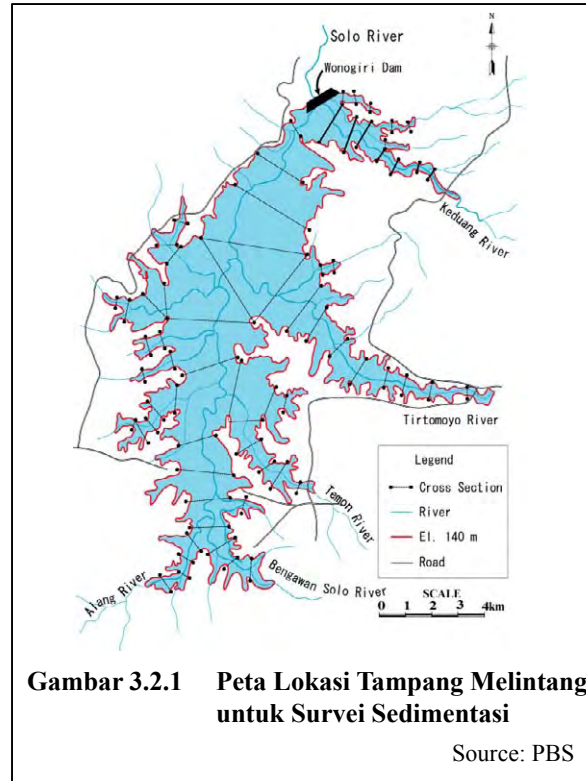 N
Solo River
Wonogiri Dam
Keduang River
Tirtomoyo River
Legend
Cross Section
River
El. 140 m
Road
Temon River
Bengawan Solo River
Alang River
SCALE
0 1 2 3 4km
Gambar 3.2.1 Peta Lokasi Tampang Melintang
untuk Survei Sedimentasi
Source: PBS